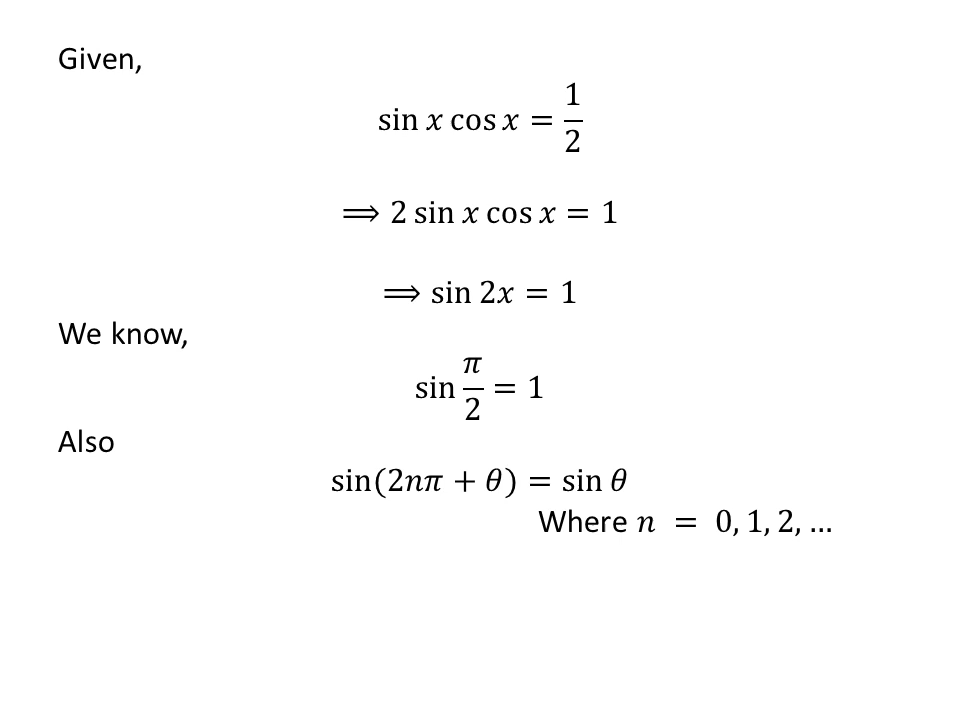 Given,
sin 𝑥 cos 𝑥 = 1/2
⟹ 2 sin 𝑥 cos 𝑥 = 1
⟹ sin 2𝑥 = 1
We know,
sin 𝜋/2 = 1
Also
sin(2𝑛𝜋 + 𝜃) = sin 𝜃
Where 𝑛 = 0, 1, 2, …